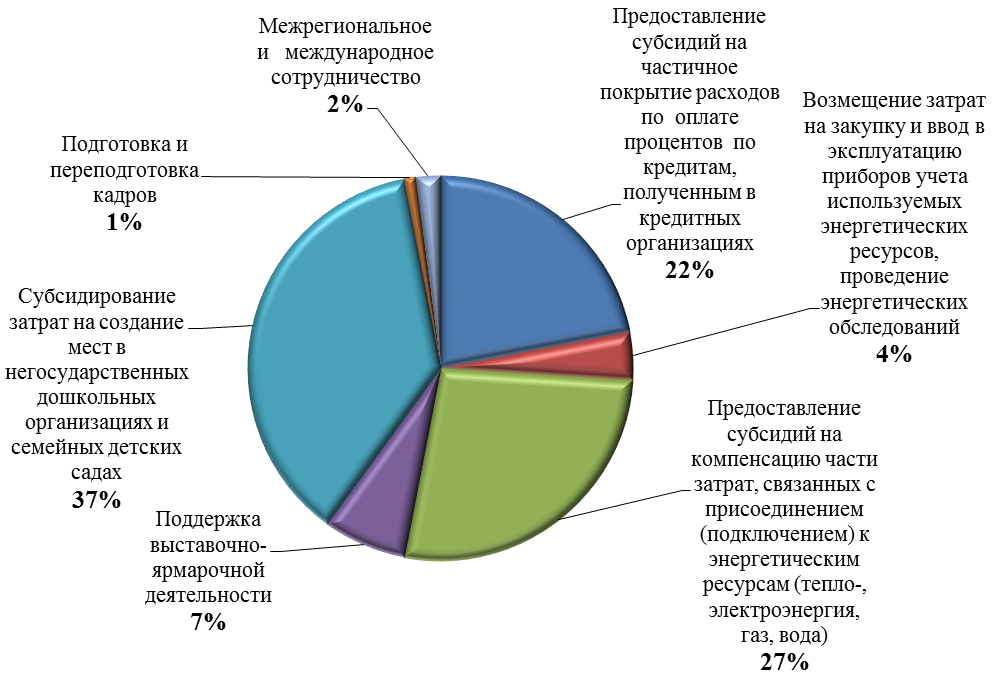 Межрегиональное
и международное
сотрудничество
2%
Предоставление
субсидий на
частичное
покрытие расходов
по оплате
процентов по
кредитам,
полученным в
кредитных
организациях
22%
Возмещение затрат
на закупку и ввод в
эксплуатацию
приборов учета
используемых
энергетических
ресурсов,
проведение
энергетических
обследований
4%
Подготовка и
переподготовка
кадров
1%
Субсидирование
затрат на создание
мест в
негосударственных
дошкольных
организациях и
семейных детских
садах
37%
Предоставление
субсидий на
компенсацию части
затрат, связанных с
присоединением
(подключением) к
энергетическим
ресурсам (тепло-,
электроэнергия,
газ, вода)
27%
Поддержка
выставочно-
ярмарочной
деятельности
7%